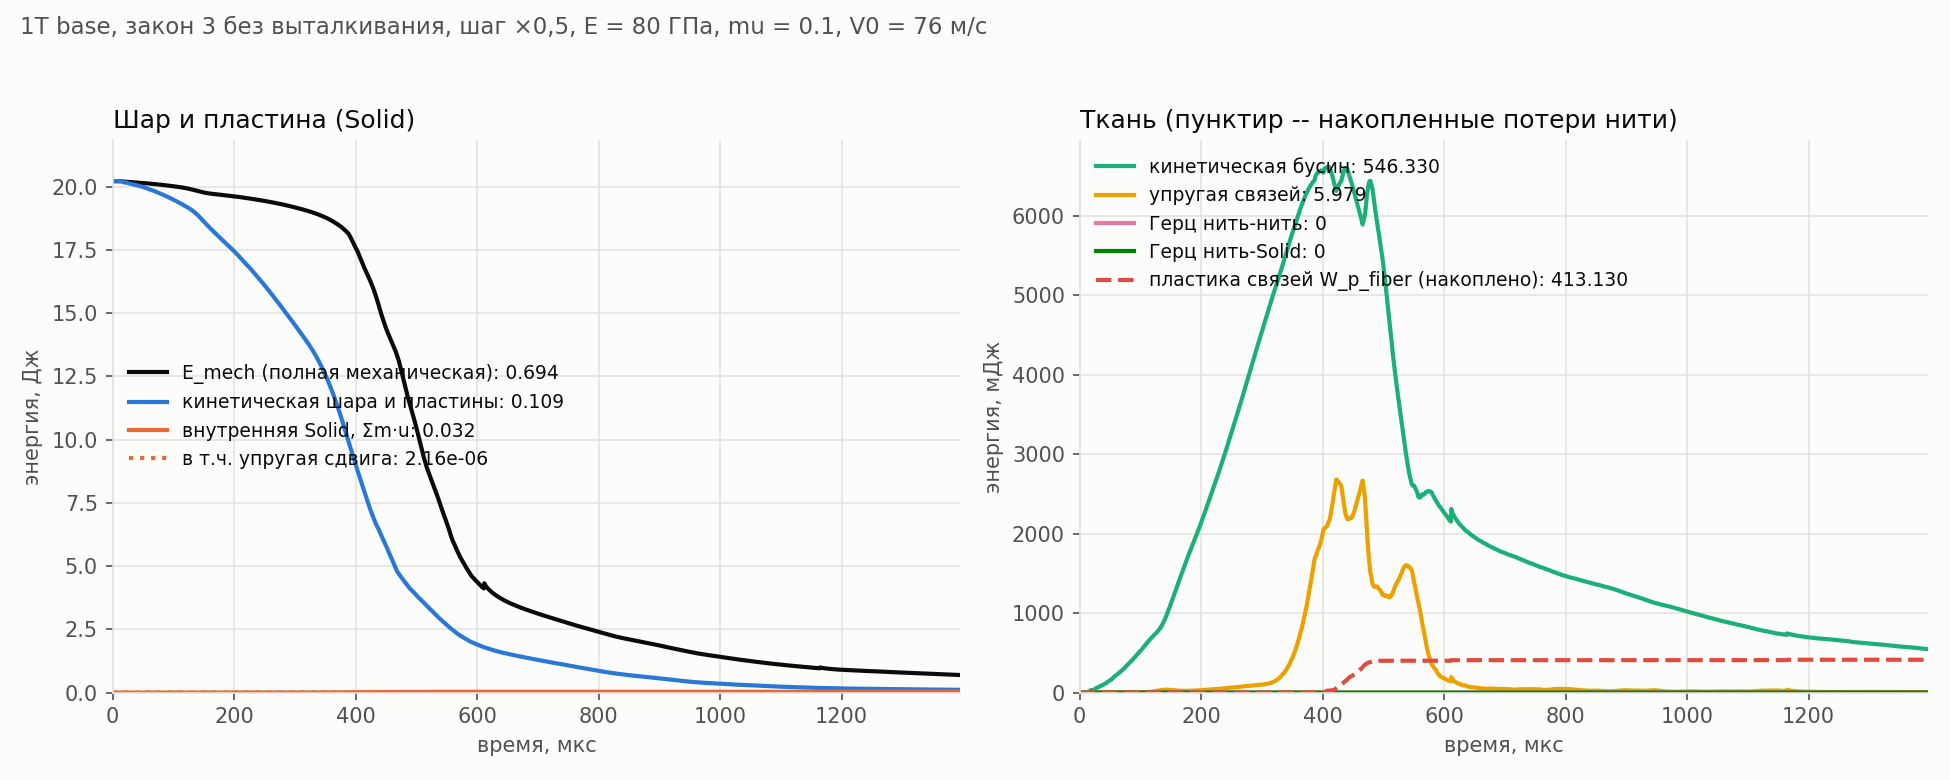 1T base, закон 3 без выталкивания, шаг ×0,5, E = 80 ГПа, mu = 0.1, V0 = 76 м/с
Шар и пластина (Solid)
20.0
17.5
15.0
12.5
10.0
7.5
5.0
2.5
0.0
энергия, Дж
E_mech (полная механическая): 0.694
кинетическая шара и пластины: 0.109
внутренняя Solid, Σm·u: 0.032
в т.ч. упругая сдвига: 2.16e-06
0 200 400 600 800 1000 1200
время, мкс
Ткань (пунктир -- накопленные потери нити)
6000
5000
4000
3000
2000
1000
0
энергия, мДж
кинетическая бусин: 546.330
упругая связей: 5.979
Герц нить-нить: 0
Герц нить-Solid: 0
пластика связей W_p_fiber (накоплено): 413.130
0 200 400 600 800 1000 1200
время, мкс